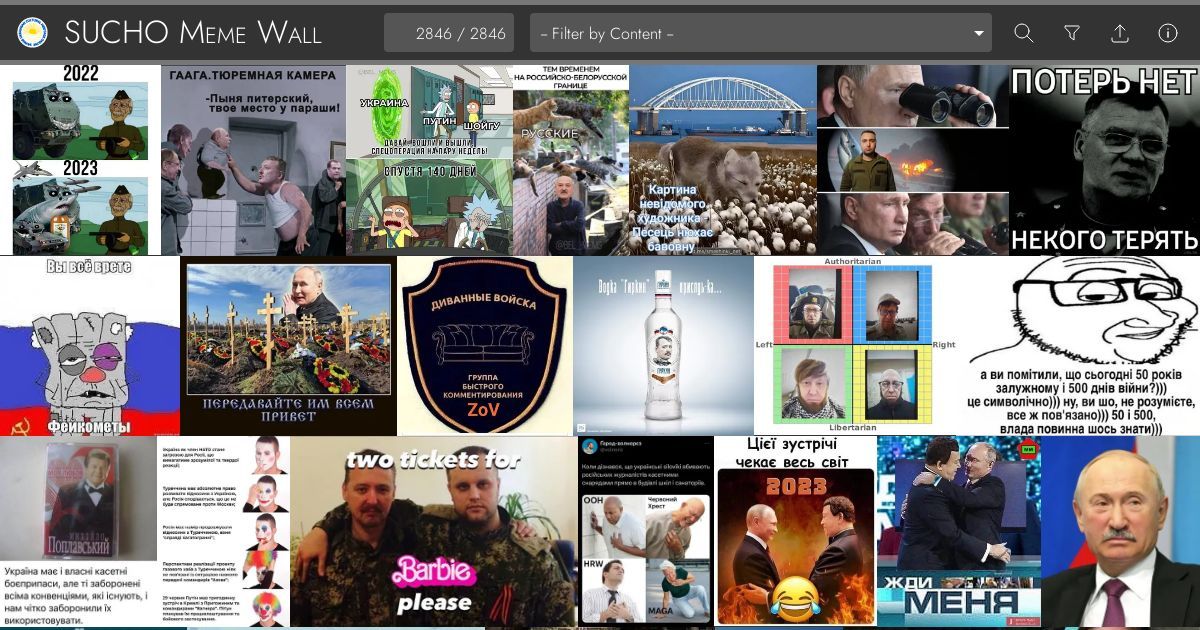 SUCHO Meme Wall
2846 / 2846
-- Filter by Content --
2022
2023
ГААГА.ТЮРЕМНАЯ КАМЕРА
-Пыня питерский,
твоё место у параши!
УКРАИНА
ПУТИН
ШОЙГУ
ДАВАЙ, ВОШЛИ И ВЫШЛИ,
СПЕЦОПЕРАЦИЯ НА ПАРУ НЕДЕЛЬ!
СПУСТЯ 140 ДНЕЙ
ТЕМ ВРЕМЕНЕМ
НА РОССИЙСКО-БЕЛОРУССКОЙ
ГРАНИЦЕ
РУССКИЕ
Картина
невідомого
художника -
Песець нюхає
бавовну
ПОТЕРЬ НЕТ
НЕКОГО ТЕРЯТЬ
Вы всё врете
Фейкометы
ПЕРЕДАВАЙТЕ ИМ ВСЕМ
ПРИВЕТ
ДИВАННЫЕ ВОЙСКА
ГРУППА
БЫСТРОГО
КОММЕНТИРОВАНИЯ
ZoV
Водка "Гиркин" присядь-ка...
Authoritarian
Left
Right
Libertarian
а ви помітили, що сьогодні 50 років
залужному і 500 днів війни?)))
це символічно))) ну, ви шо, не розумієте,
все ж пов'язано))) 50 і 500,
влада повинна шось знати)))
михайло
Поплавський
Україна має і власні касетні
боєприпаси, але ті заборонені
всіма конвенціями, які існують, і
нам чітко заборонили їх
використовувати.
two tickets for
Barbie
please
Коли дізнався, що українські сілоvікі вбивають
російських журналістів касетними
снарядами прямо в будівлі шкіл і санаторіїв.
ООН
Червоний
Хрест
HRW
MAGA
Цієї зустрічі
чекає весь світ
2023
ЖДИ
МЕНЯ